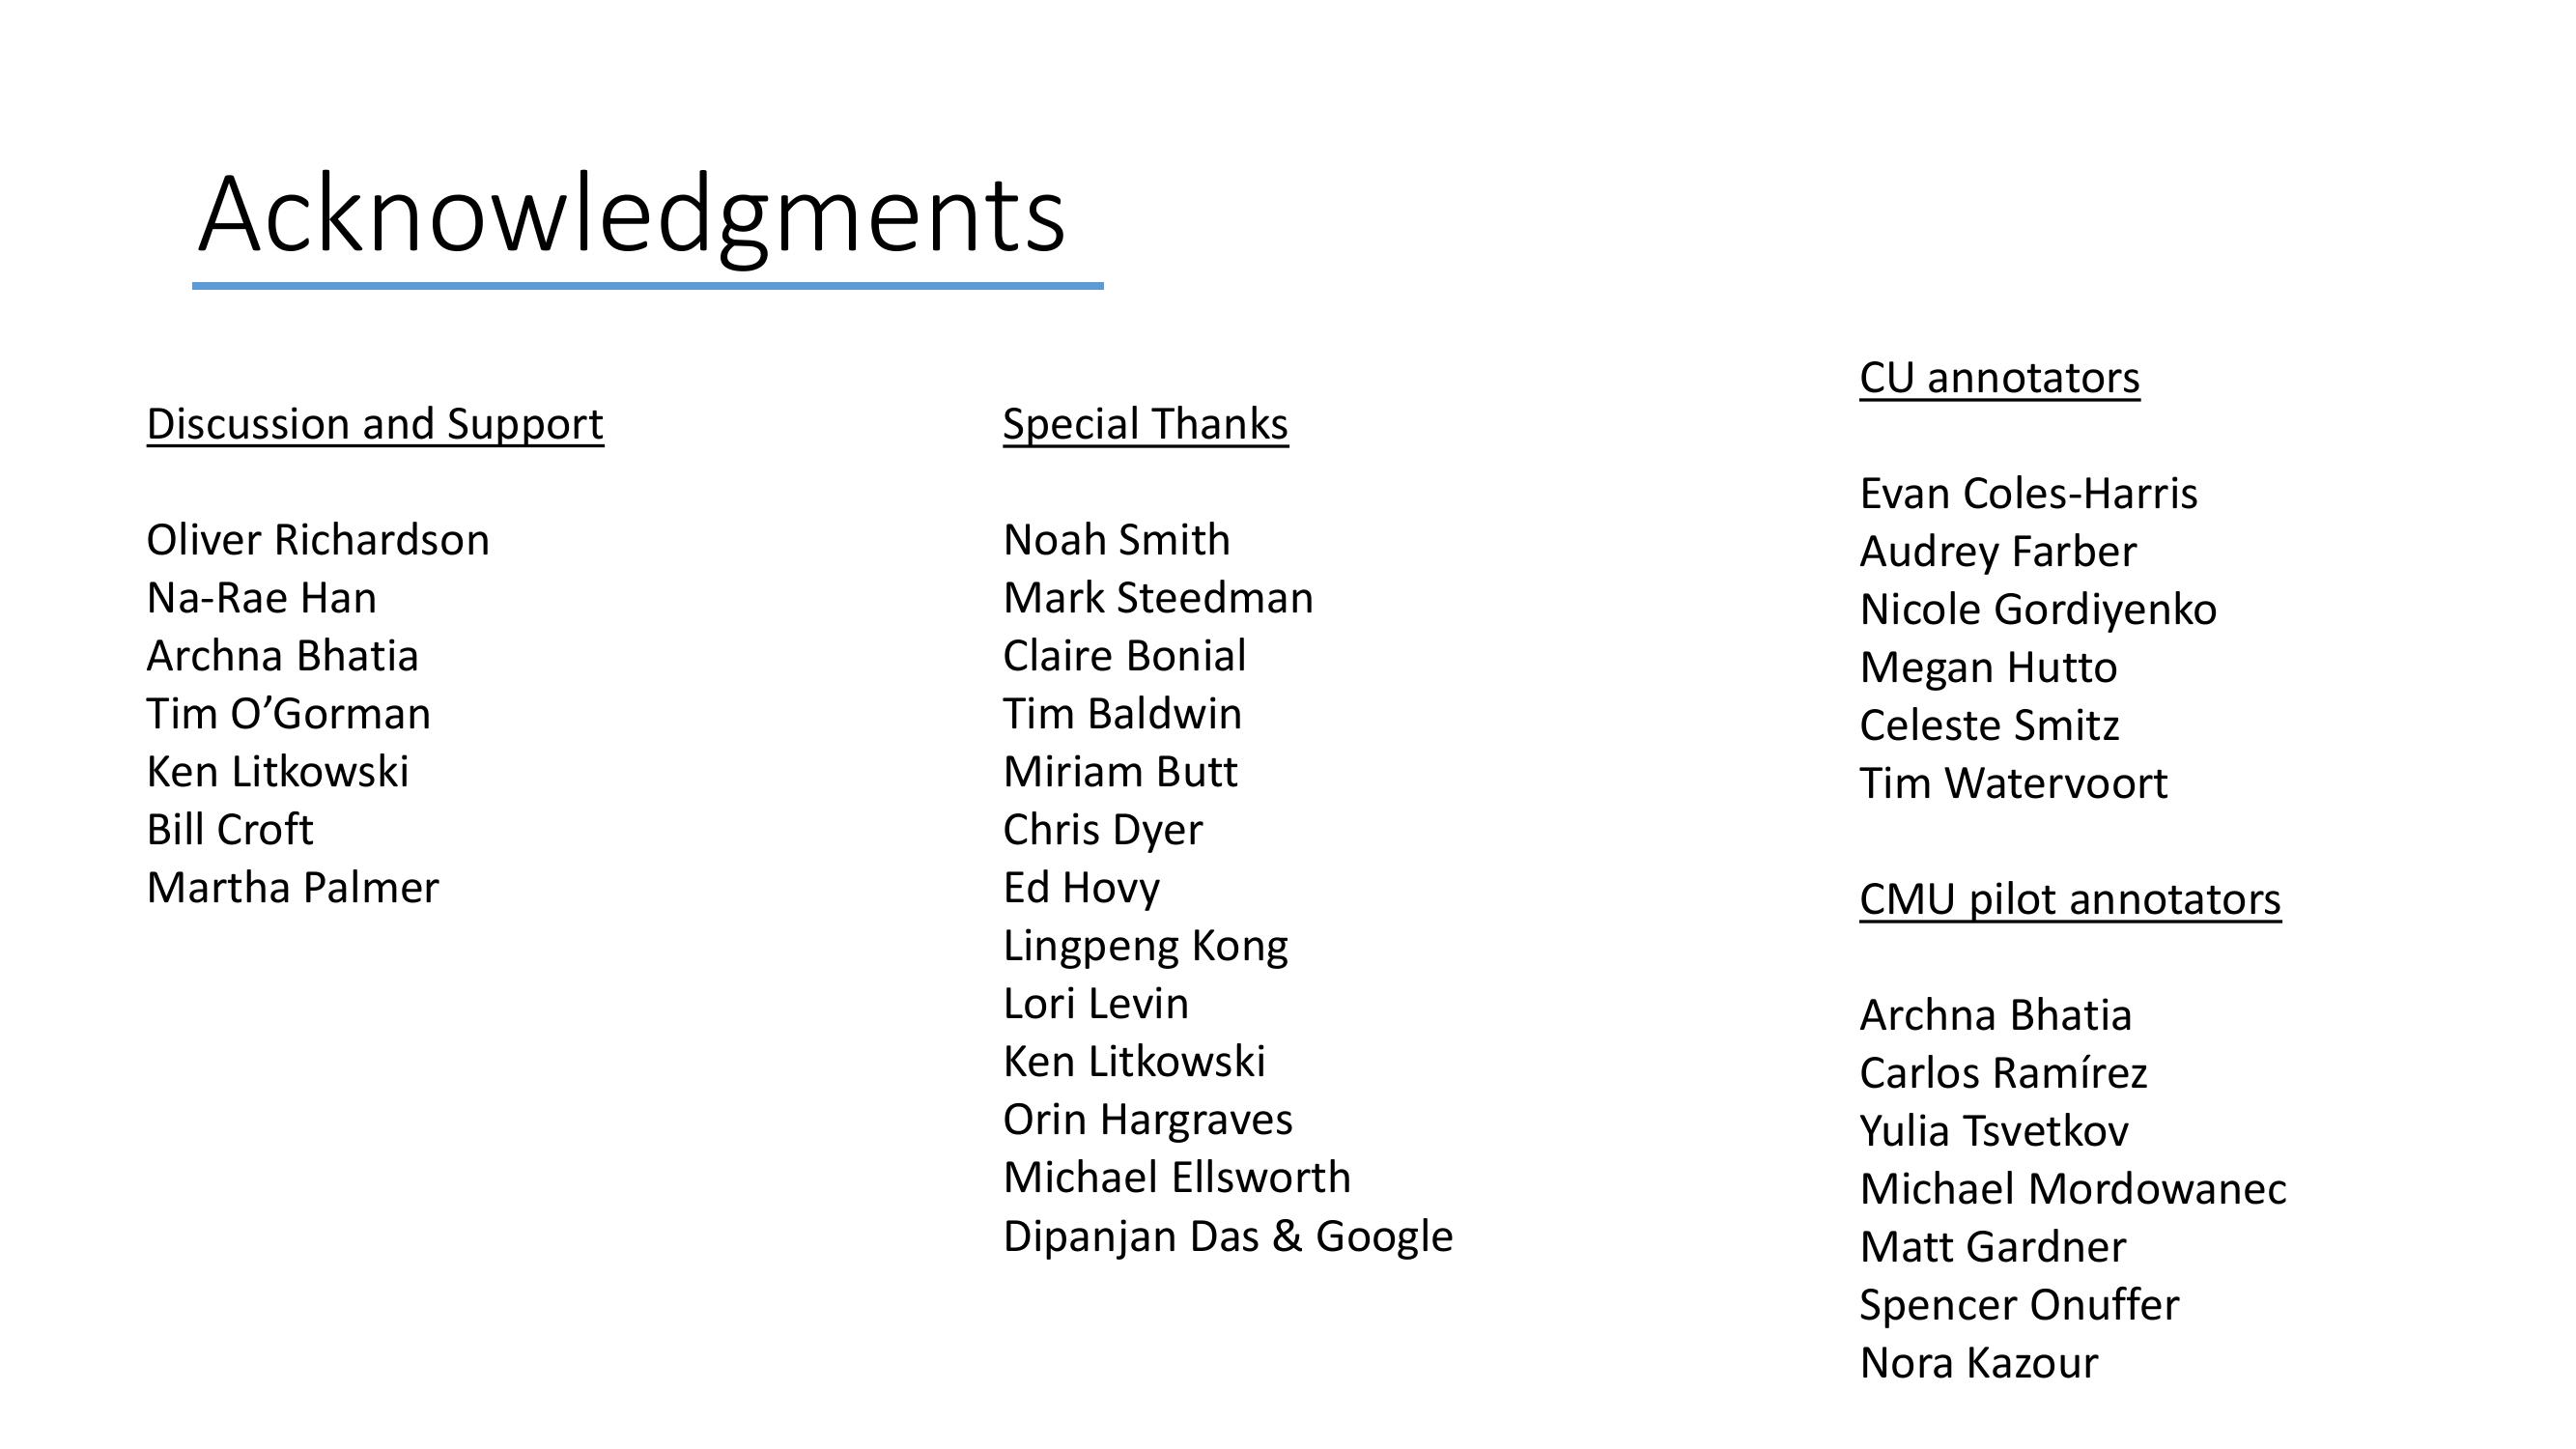 Acknowledgments
Discussion and Support
Oliver Richardson
Na-Rae Han
Archna Bhatia
Tim O’Gorman
Ken Litkowski
Bill Croft
Martha Palmer
Special Thanks
Noah Smith
Mark Steedman
Claire Bonial
Tim Baldwin
Miriam Butt
Chris Dyer
Ed Hovy
Lingpeng Kong
Lori Levin
Ken Litkowski
Orin Hargraves
Michael Ellsworth
Dipanjan Das & Google
CU annotators
Evan Coles-Harris
Audrey Farber
Nicole Gordiyenko
Megan Hutto
Celeste Smitz
Tim Watervoort
CMU pilot annotators
Archna Bhatia
Carlos Ramírez
Yulia Tsvetkov
Michael Mordowanec
Matt Gardner
Spencer Onuffer
Nora Kazour